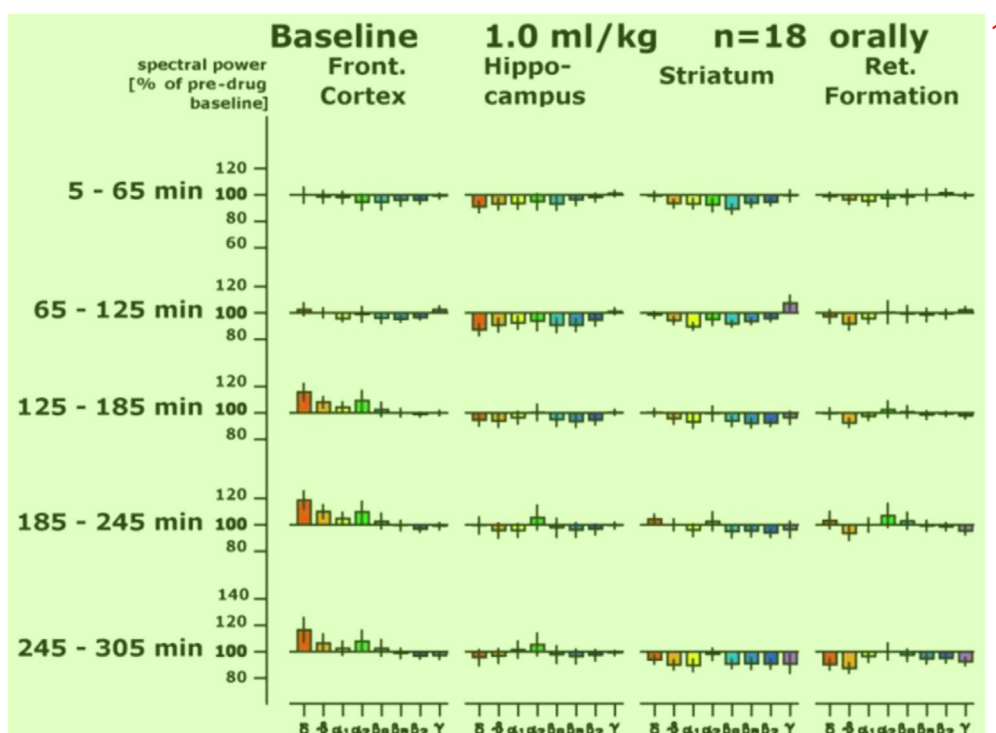 Baseline 1.0 ml/kg n=18 orally
spectral power
[% of pre-drug
baseline]
Front.
Cortex
Hippo-
campus
Striatum
Ret.
Formation
120
5 - 65 min 100
80
60
120
65 - 125 min 100
80
120
125 - 185 min 100
80
120
185 - 245 min 100
80
140
120
245 - 305 min 100
80